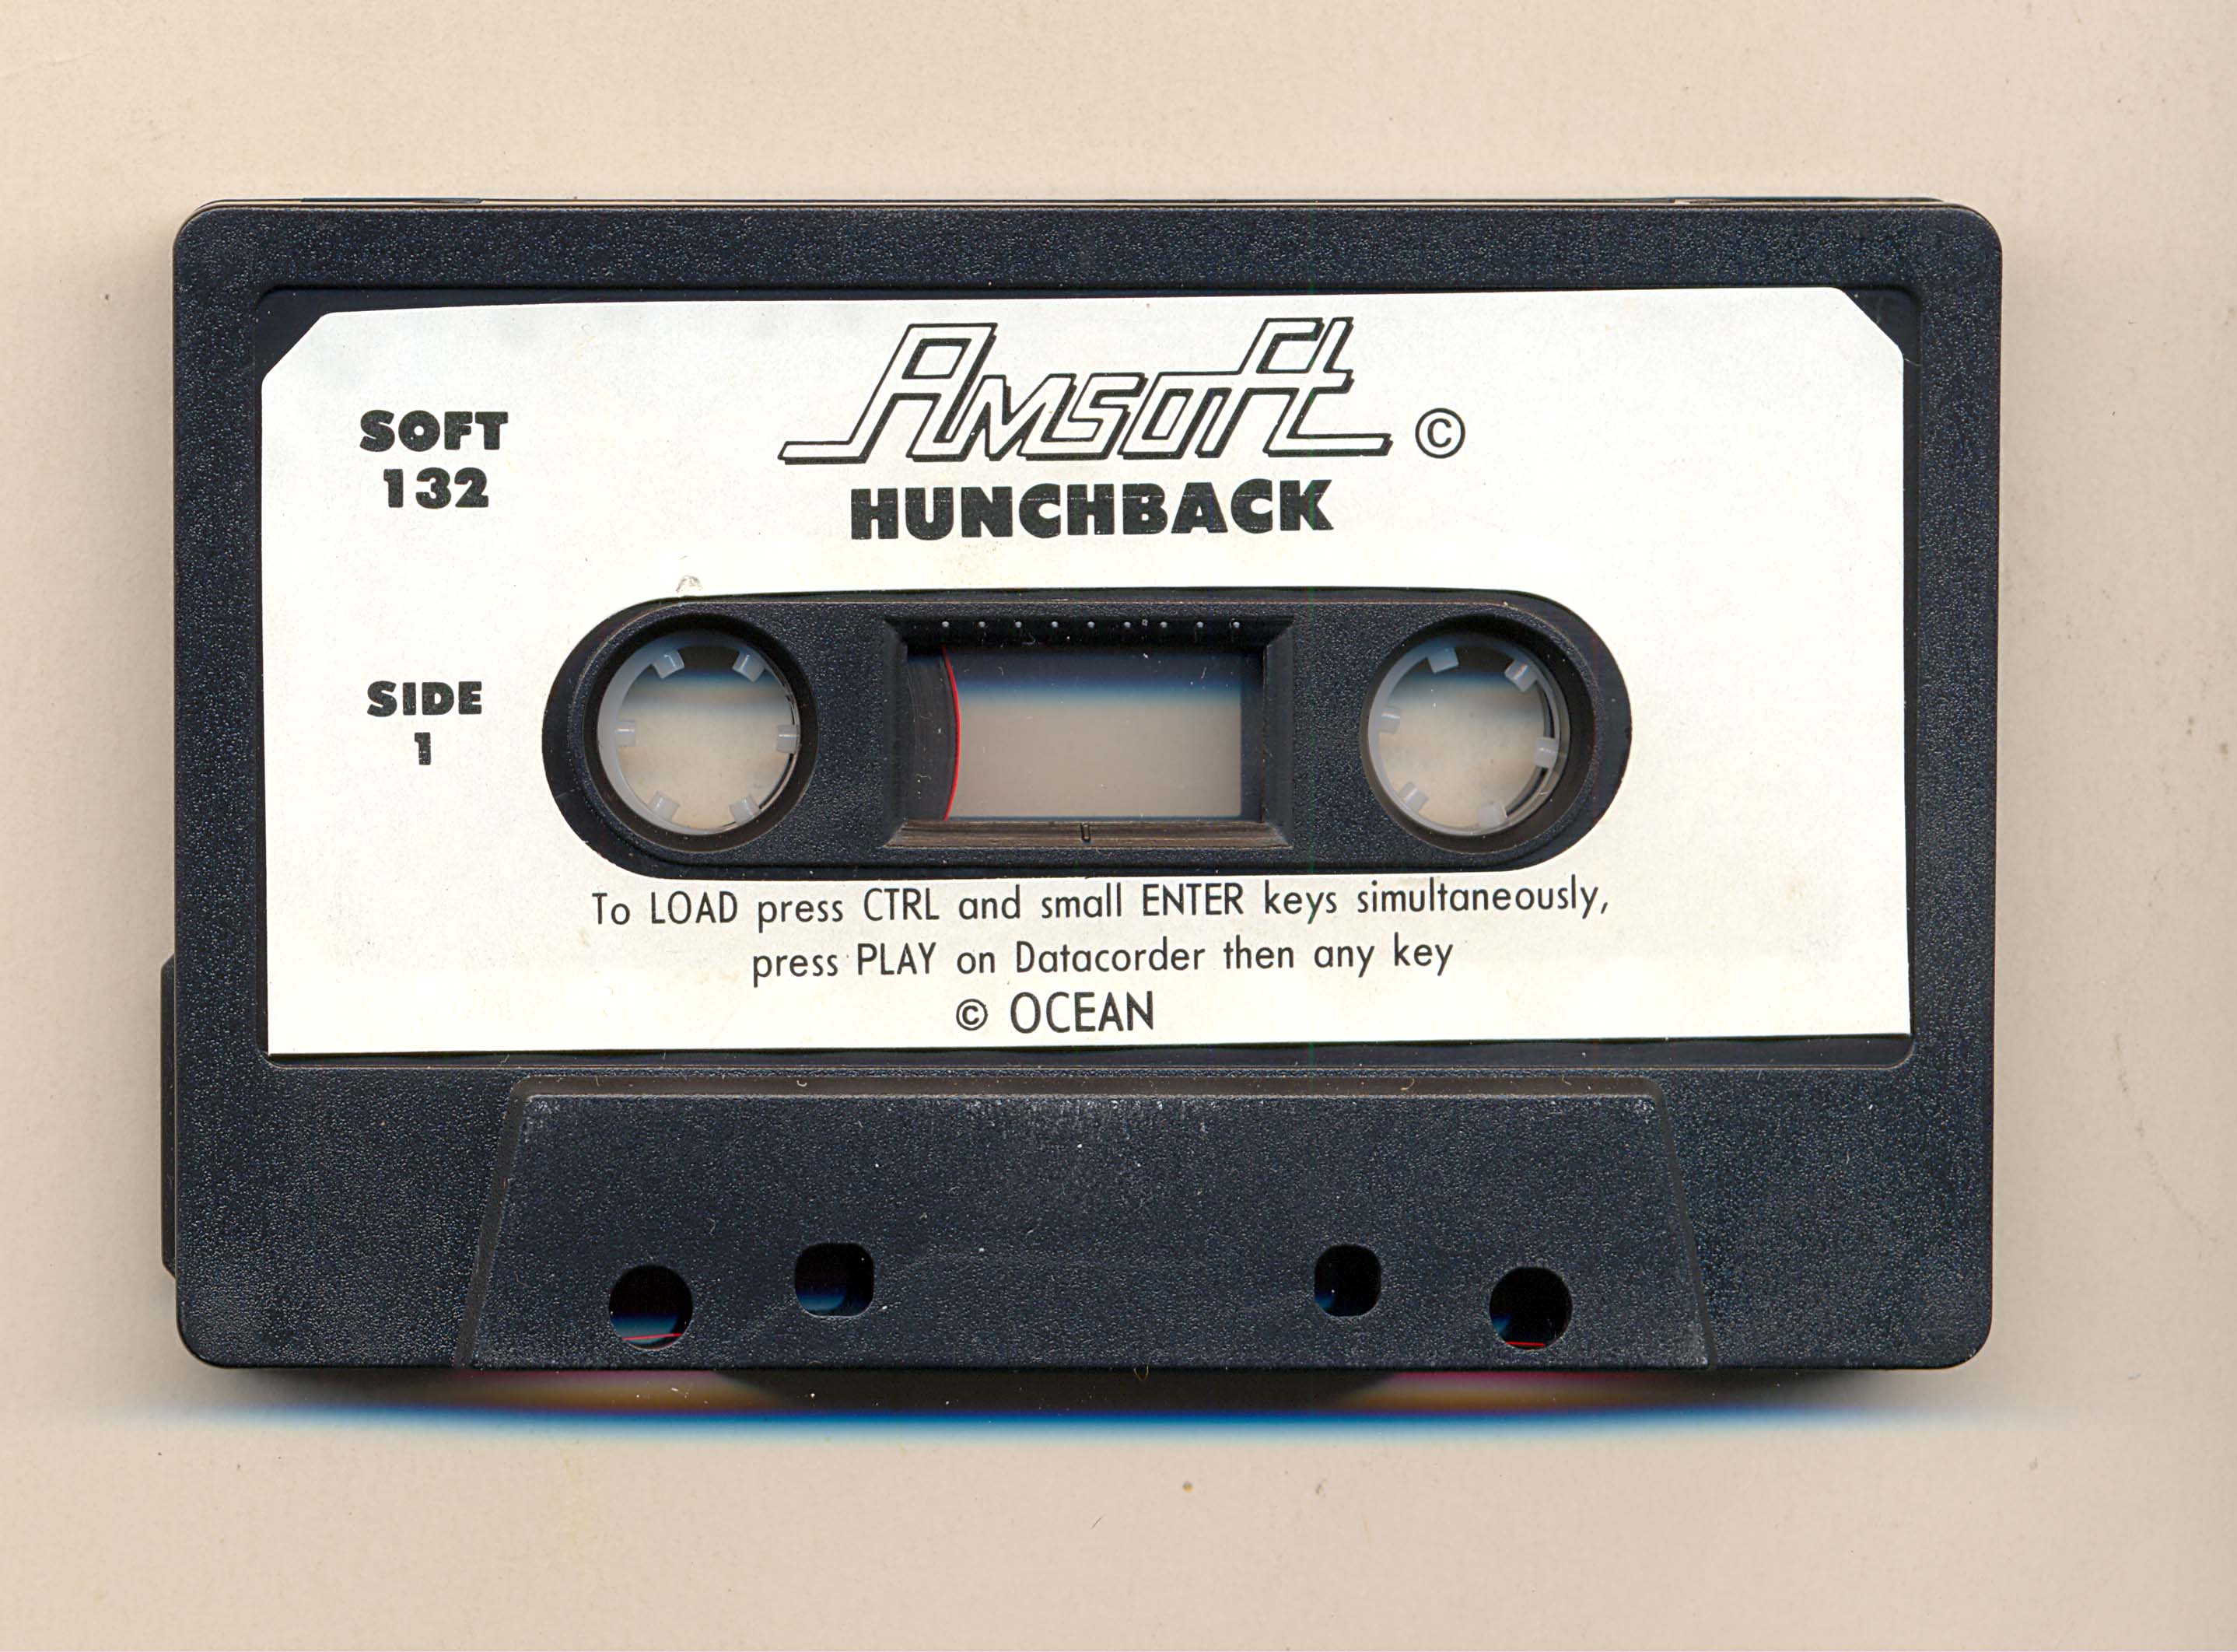 SOFT
132
Amsoft ©
HUNCHBACK
SIDE
1
To LOAD press CTRL and small ENTER keys simultaneously,
press PLAY on Datacorder then any key
© OCEAN